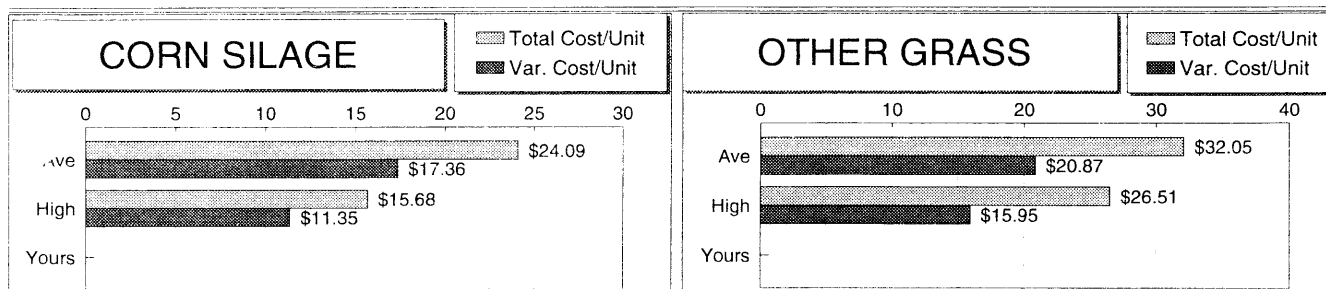 CORN SILAGE
Total Cost/Unit
Var. Cost/Unit
0 5 10 15 20 25 30
Ave
$24.09
$17.36
High
$15.68
$11.35
Yours
OTHER GRASS
Total Cost/Unit
Var. Cost/Unit
0 10 20 30 40
Ave
$32.05
$20.87
High
$26.51
$15.95
Yours